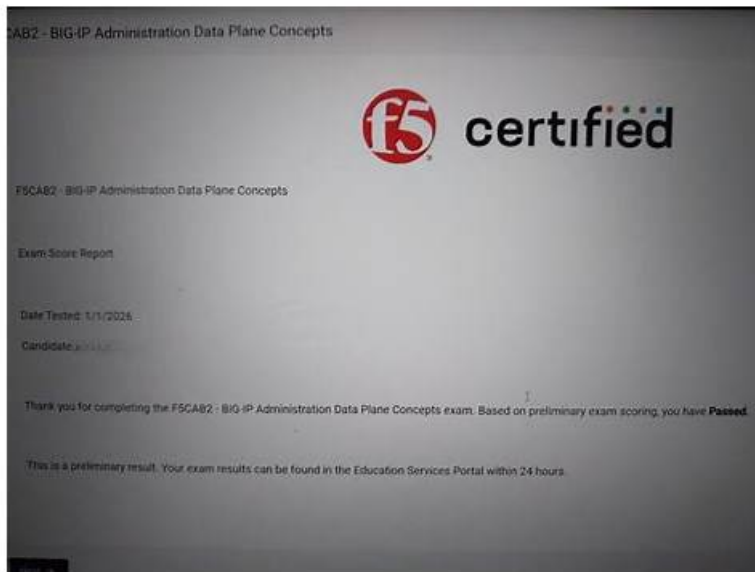 CAB2 - BIG-IP Administration Data Plane Concepts
f5 certified
F5CAB2 - BIG-IP Administration Data Plane Concepts
Exam Score Report
Date Tested: 1/1/2026
Candidate
Thank you for completing the F5CAB2 - BIG-IP Administration Data Plane Concepts exam. Based on preliminary exam scoring, you have Passed.
This is a preliminary result. Your exam results can be found in the Education Services Portal within 24 hours.